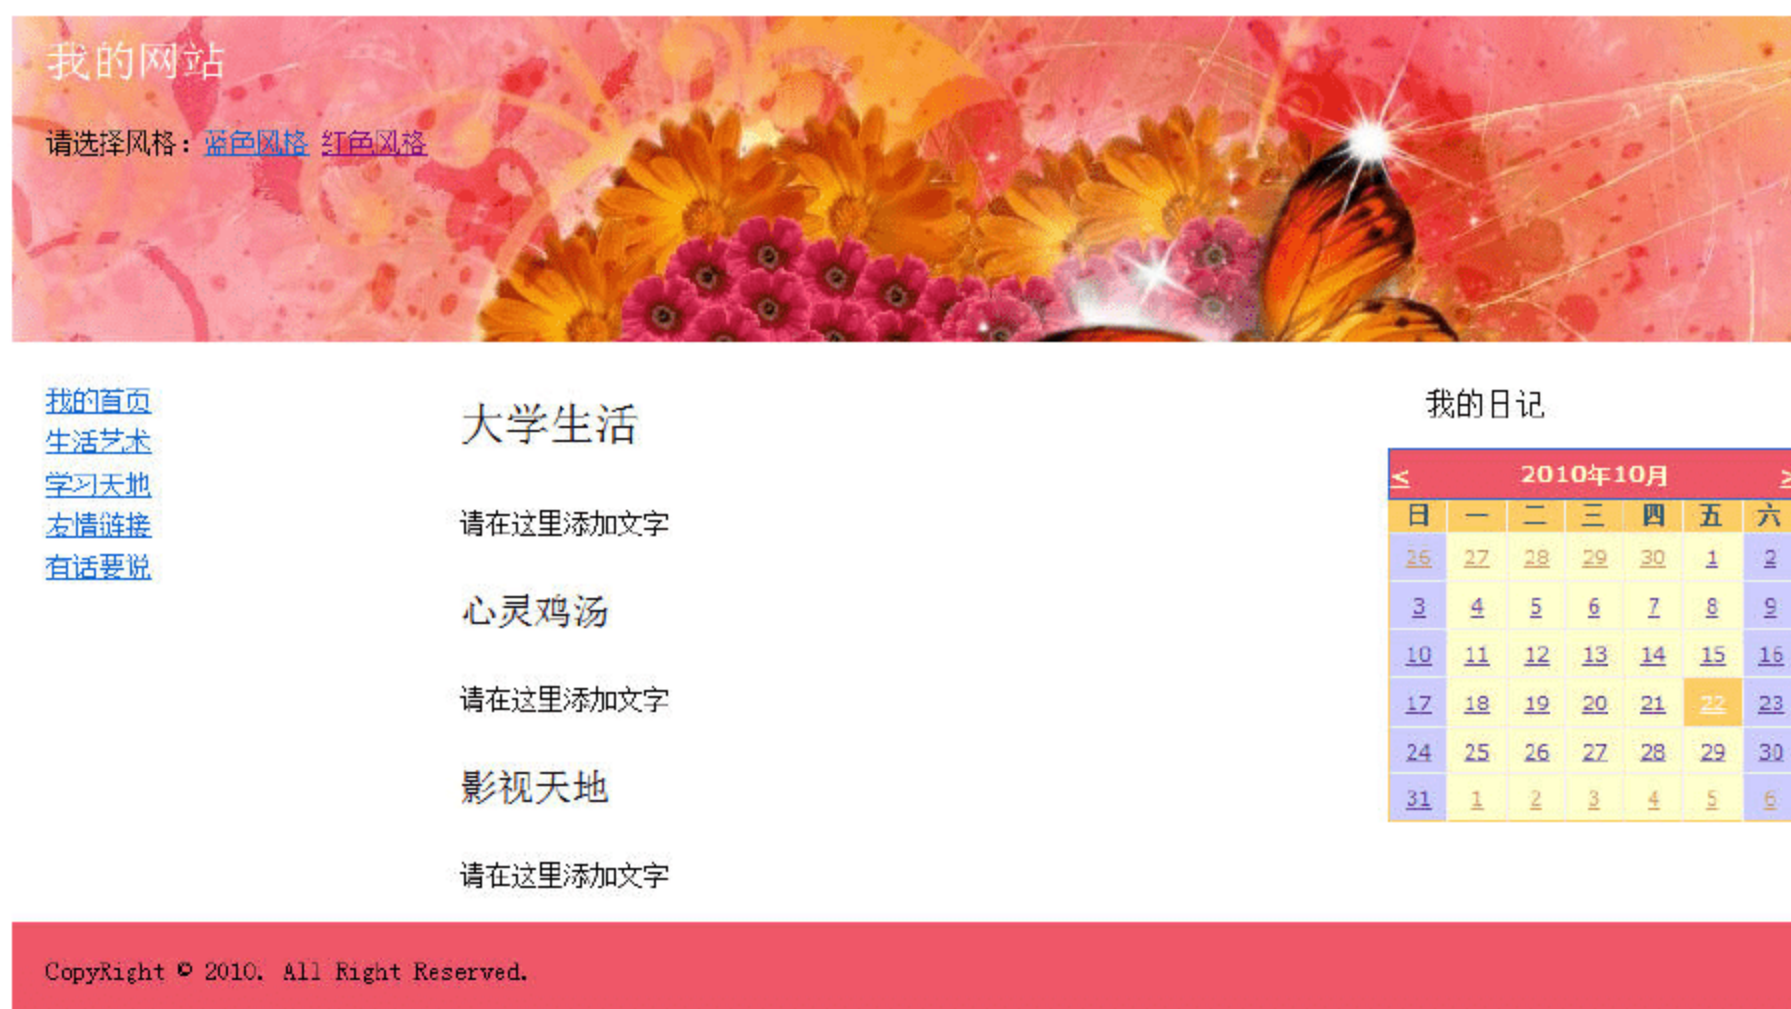 我的网站
请选择风格：蓝色风格 红色风格
我的首页
生活艺术
学习天地
友情链接
有话要说
大学生活
请在这里添加文字
心灵鸡汤
请在这里添加文字
影视天地
请在这里添加文字
我的日记
< 2010年10月 >
日 一 二 三 四 五 六
26 27 28 29 30 1 2
3 4 5 6 7 8 9
10 11 12 13 14 15 16
17 18 19 20 21 22 23
24 25 26 27 28 29 30
31 1 2 3 4 5 6
CopyRight © 2010. All Right Reserved.